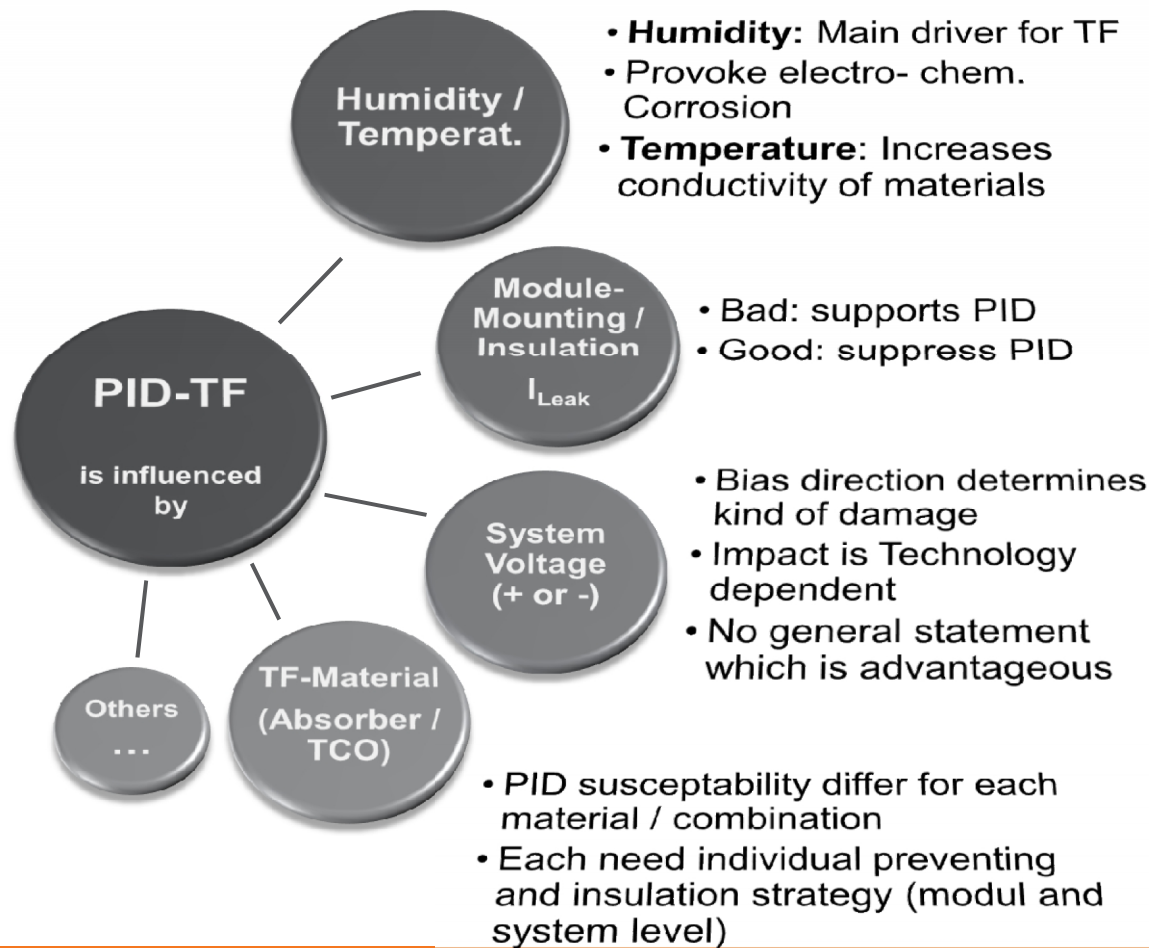 Humidity /
Temperat.
• Humidity: Main driver for TF
• Provoke electro- chem.
Corrosion
• Temperature: Increases
conductivity of materials
Module-
Mounting /
Insulation
I Leak
• Bad: supports PID
• Good: suppress PID
PID-TF
is influenced
by
System
Voltage
(+ or -)
• Bias direction determines
kind of damage
• Impact is Technology
dependent
• No general statement
which is advantageous
TF-Material
(Absorber /
TCO)
Others
...
• PID susceptability differ for each
material / combination
• Each need individual preventing
and insulation strategy (modul and
system level)